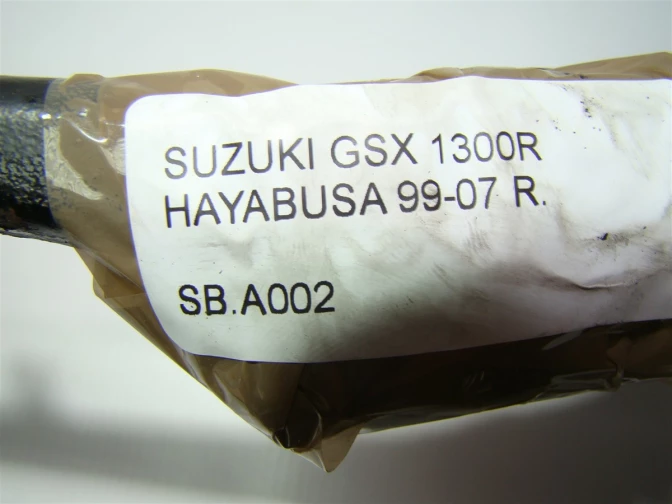 SUZUKI GSX 1300R
HAYABUSA 99-07 R.
SB.A002